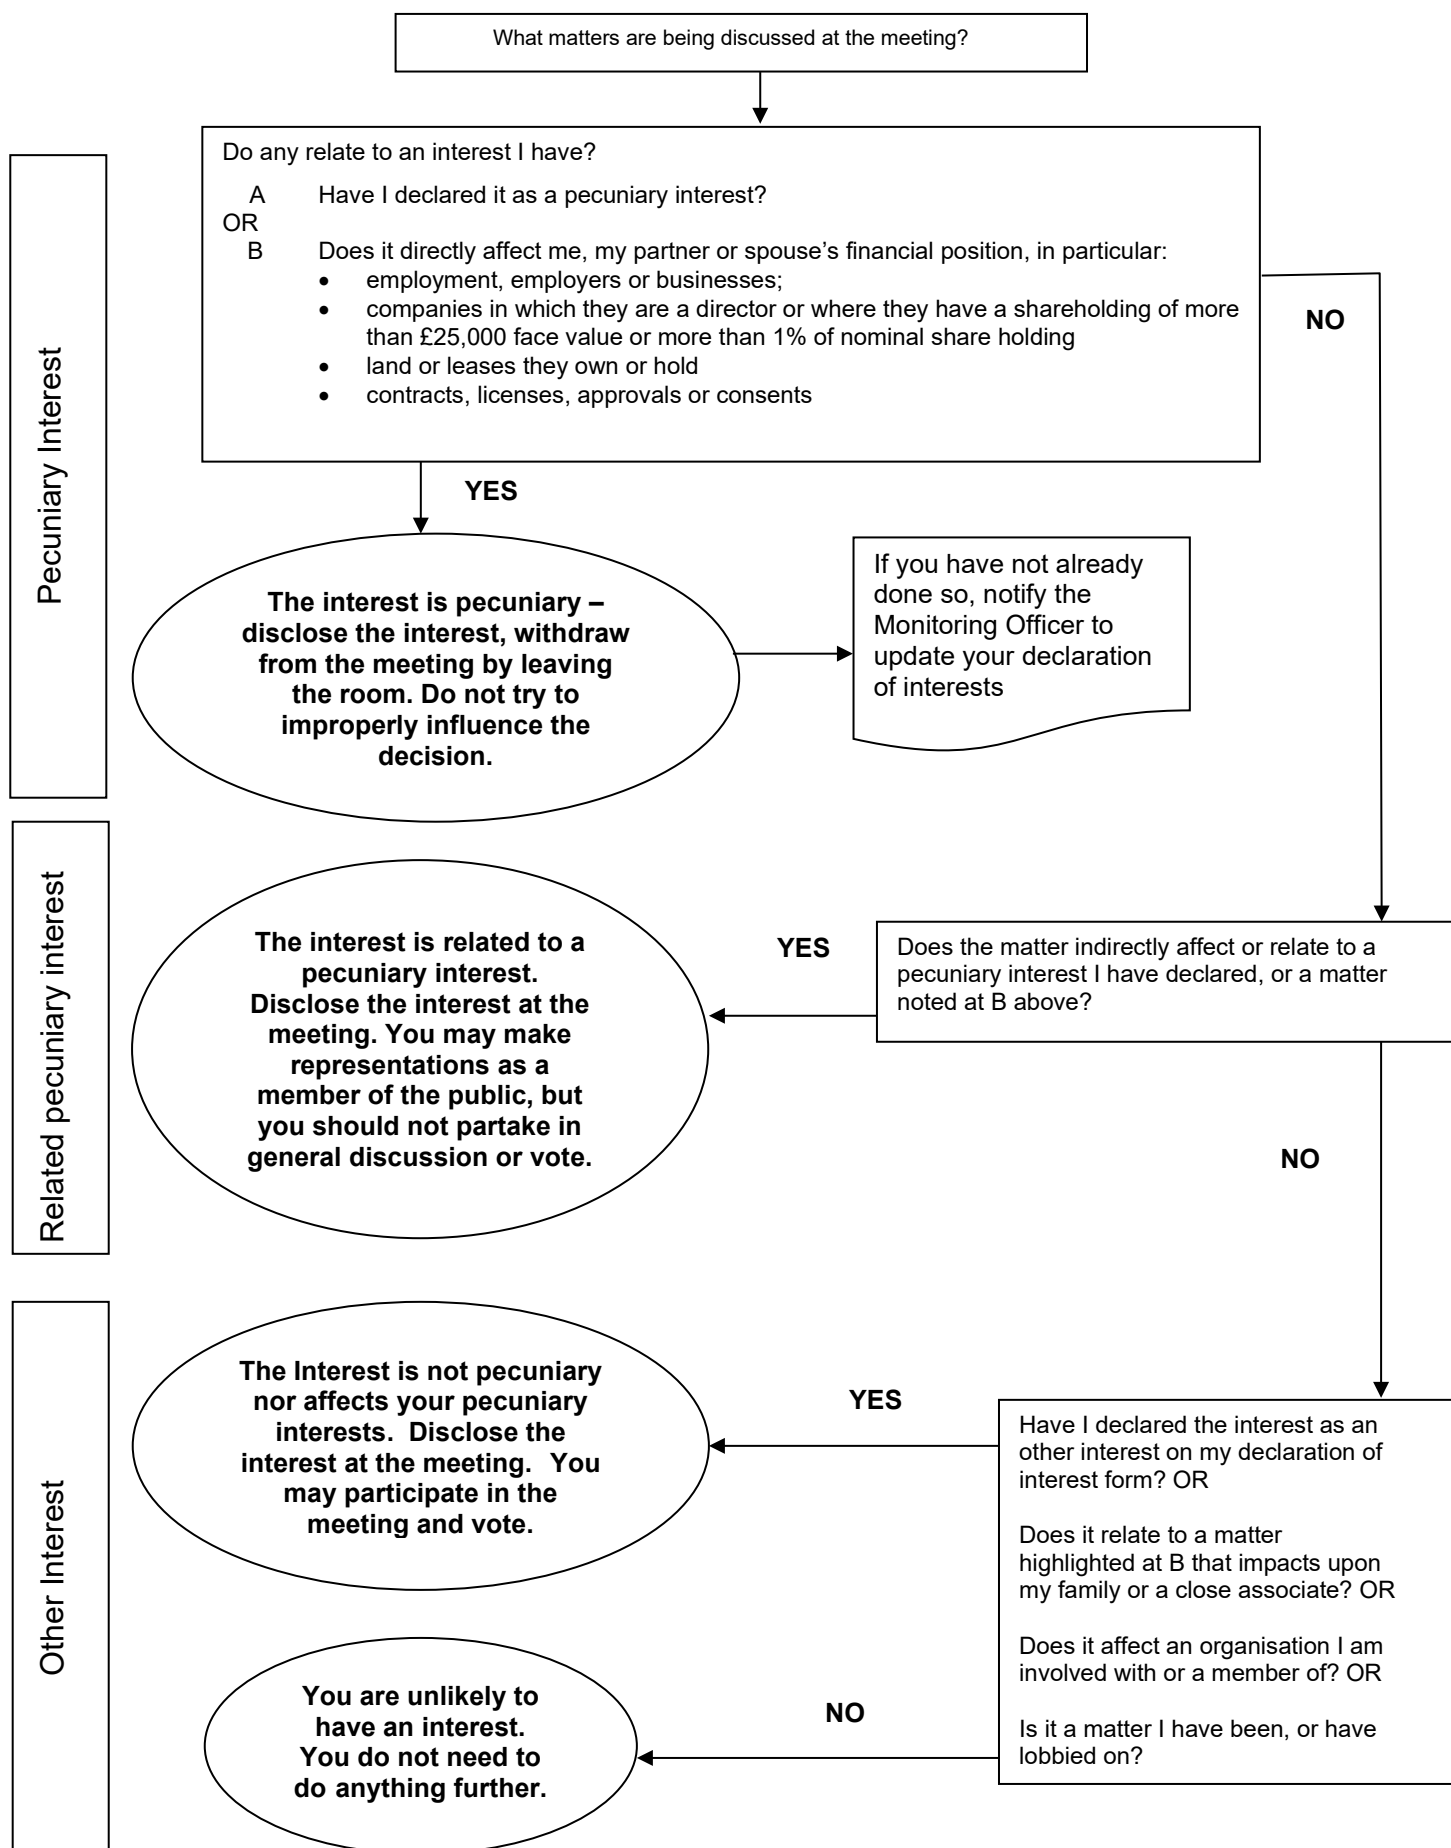 What matters are being discussed at the meeting?
Pecuniary Interest
Do any relate to an interest I have?
A Have I declared it as a pecuniary interest?
OR
B Does it directly affect me, my partner or spouse’s financial position, in particular:
• employment, employers or businesses;
• companies in which they are a director or where they have a shareholding of more
than £25,000 face value or more than 1% of nominal share holding
• land or leases they own or hold
• contracts, licenses, approvals or consents
NO
YES
The interest is pecuniary –
disclose the interest, withdraw
from the meeting by leaving
the room. Do not try to
improperly influence the
decision.
If you have not already
done so, notify the
Monitoring Officer to
update your declaration
of interests
Related pecuniary interest
The interest is related to a
pecuniary interest.
Disclose the interest at the
meeting. You may make
representations as a
member of the public, but
you should not partake in
general discussion or vote.
YES
Does the matter indirectly affect or relate to a
pecuniary interest I have declared, or a matter
noted at B above?
NO
Other Interest
The Interest is not pecuniary
nor affects your pecuniary
interests. Disclose the
interest at the meeting. You
may participate in the
meeting and vote.
YES
Have I declared the interest as an
other interest on my declaration of
interest form? OR
Does it relate to a matter
highlighted at B that impacts upon
my family or a close associate? OR
Does it affect an organisation I am
involved with or a member of? OR
Is it a matter I have been, or have
lobbied on?
NO
You are unlikely to
have an interest.
You do not need to
do anything further.